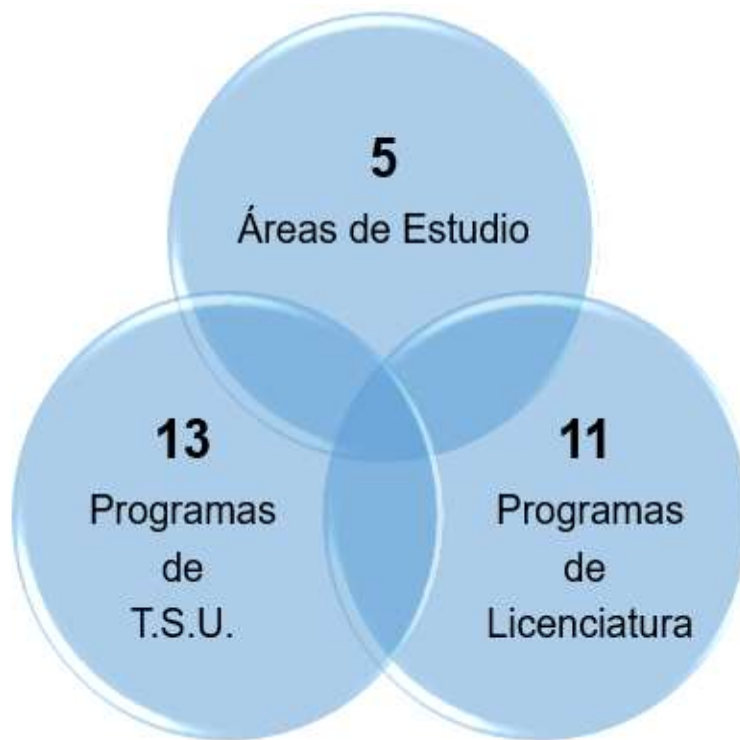 5
Áreas de Estudio
13
Programas
de
T.S.U.
11
Programas
de
Licenciatura